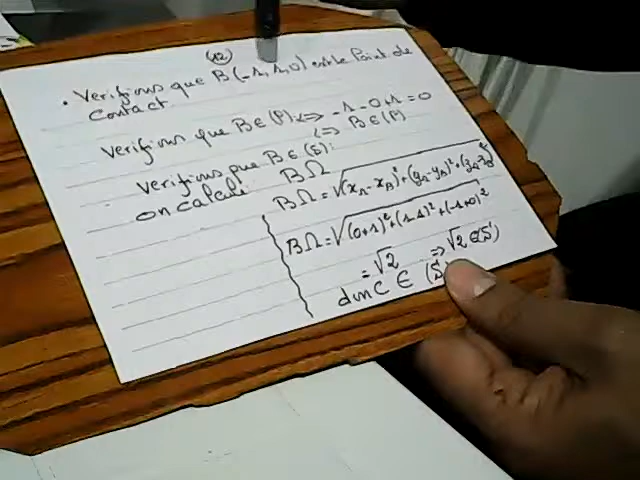 (12)
• Verifions que B(-1,1,0) est le Point de
contact
Verifions que B∈(P) <=> -1-0+1=0
<=> B∈(P)
Verifions que B∈(S):
on calcul BΩ
BΩ=√(xΩ-xB)²+(yΩ-yB)²+(zΩ-zB)²
BΩ=√(0+1)²+(1-1)²+(-1+0)²
=√2 => √2∈(S)
donc ∈ (S)